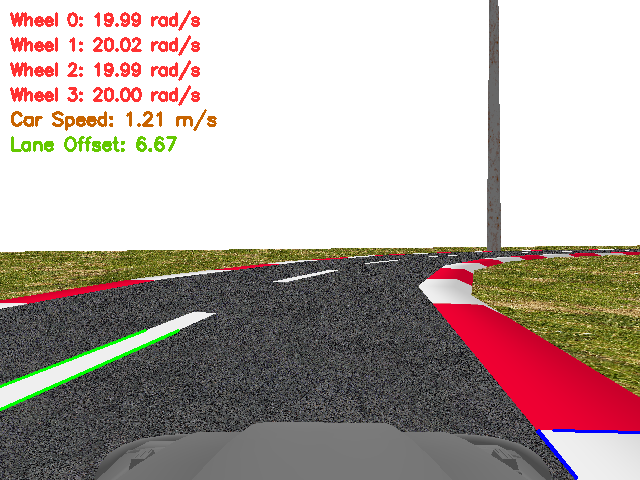 Wheel 0: 19.99 rad/s
Wheel 1: 20.02 rad/s
Wheel 2: 19.99 rad/s
Wheel 3: 20.00 rad/s
Car Speed: 1.21 m/s
Lane Offset: 6.67